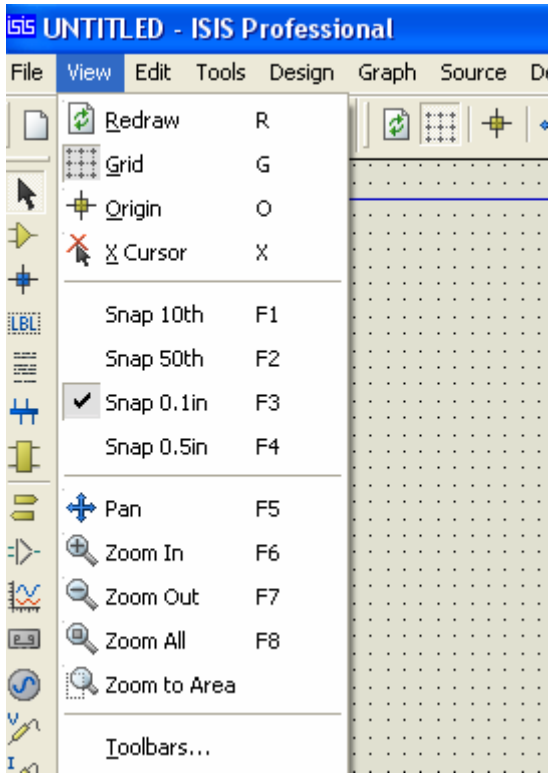 isis UNTITLED - ISIS Professional
File View Edit Tools Design Graph Source
Redraw R
Grid G
Origin O
X Cursor X
LBL
Snap 10th F1
Snap 50th F2
Snap 0.1in F3
Snap 0.5in F4
Pan F5
Zoom In F6
Zoom Out F7
Zoom All F8
Zoom to Area
V
Toolbars...
I